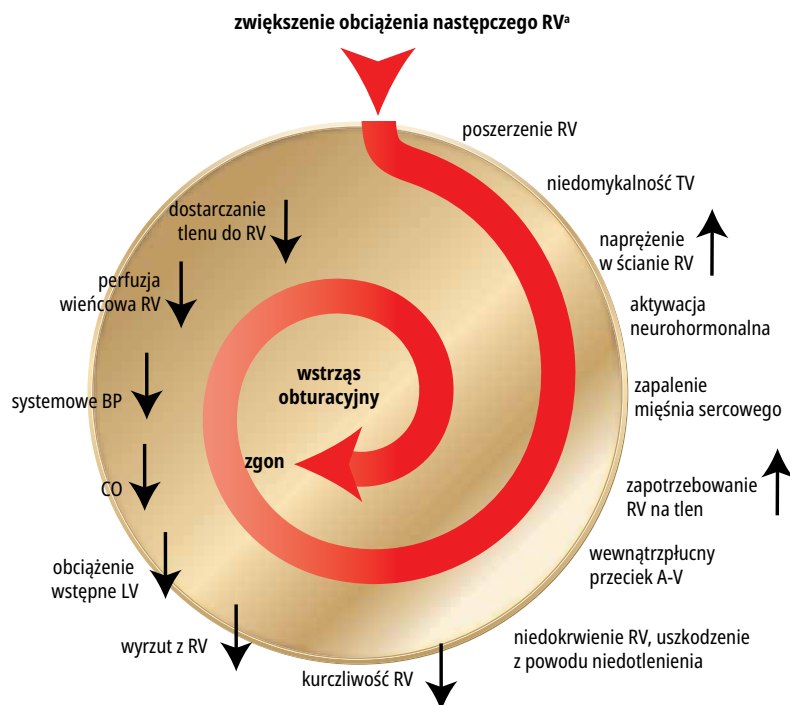 zwiększenie obciążenia następczego RVᵃ
poszerzenie RV
niedomykalność TV
naprężenie
w ścianie RV
aktywacja
neurohormonalna
zapalenie
mięśnia sercowego
zapotrzebowanie
RV na tlen
wewnątrzpłucny
przeciek A-V
niedokrwienie RV, uszkodzenie
z powodu niedotlenienia
kurczliwość RV
wyrzut z RV
obciążenie
wstępne LV
CO
systemowe BP
perfuzja
wieńcowa RV
dostarczanie
tlenu do RV
wstrząs
obturacyjny
zgon